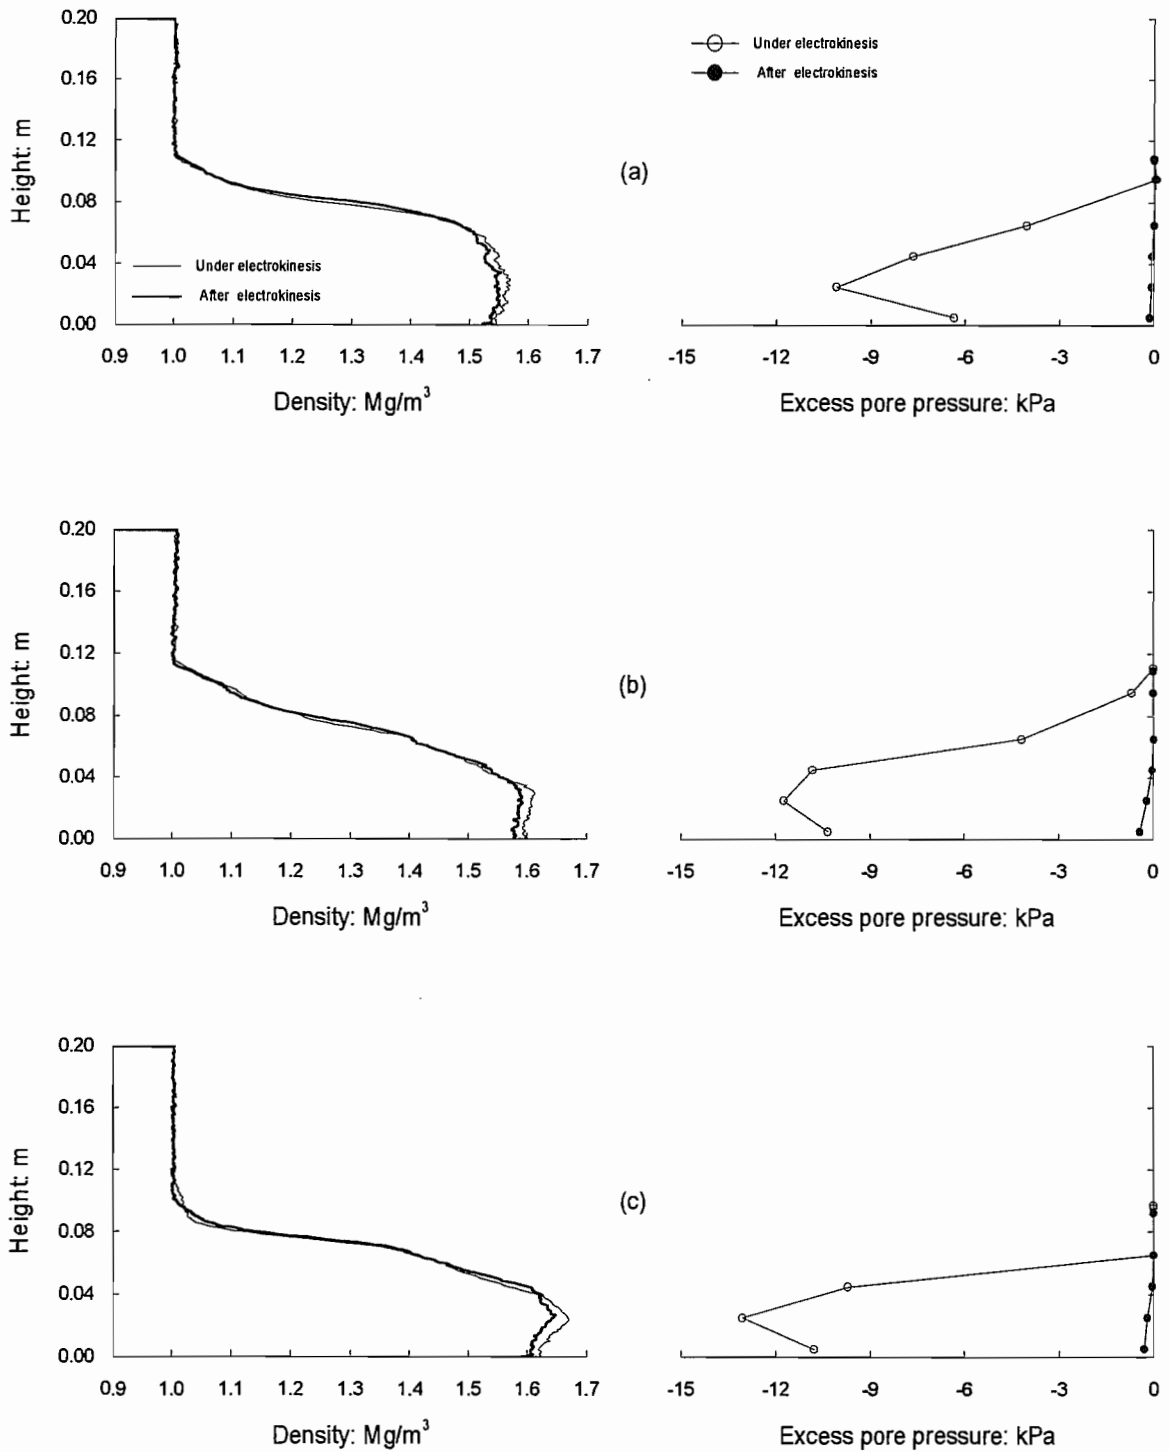 0.20
0.16
0.12
0.08
0.04
0.00
Height: m
Under electrokinesis
After electrokinesis
0.9 1.0 1.1 1.2 1.3 1.4 1.5 1.6 1.7
Density: Mg/m³
(a)
Under electrokinesis
After electrokinesis
-15 -12 -9 -6 -3 0
Excess pore pressure: kPa
0.20
0.16
0.12
0.08
0.04
0.00
Height: m
0.9 1.0 1.1 1.2 1.3 1.4 1.5 1.6 1.7
Density: Mg/m³
(b)
-15 -12 -9 -6 -3 0
Excess pore pressure: kPa
0.20
0.16
0.12
0.08
0.04
0.00
Height: m
0.9 1.0 1.1 1.2 1.3 1.4 1.5 1.6 1.7
Density: Mg/m³
(c)
-15 -12 -9 -6 -3 0
Excess pore pressure: kPa